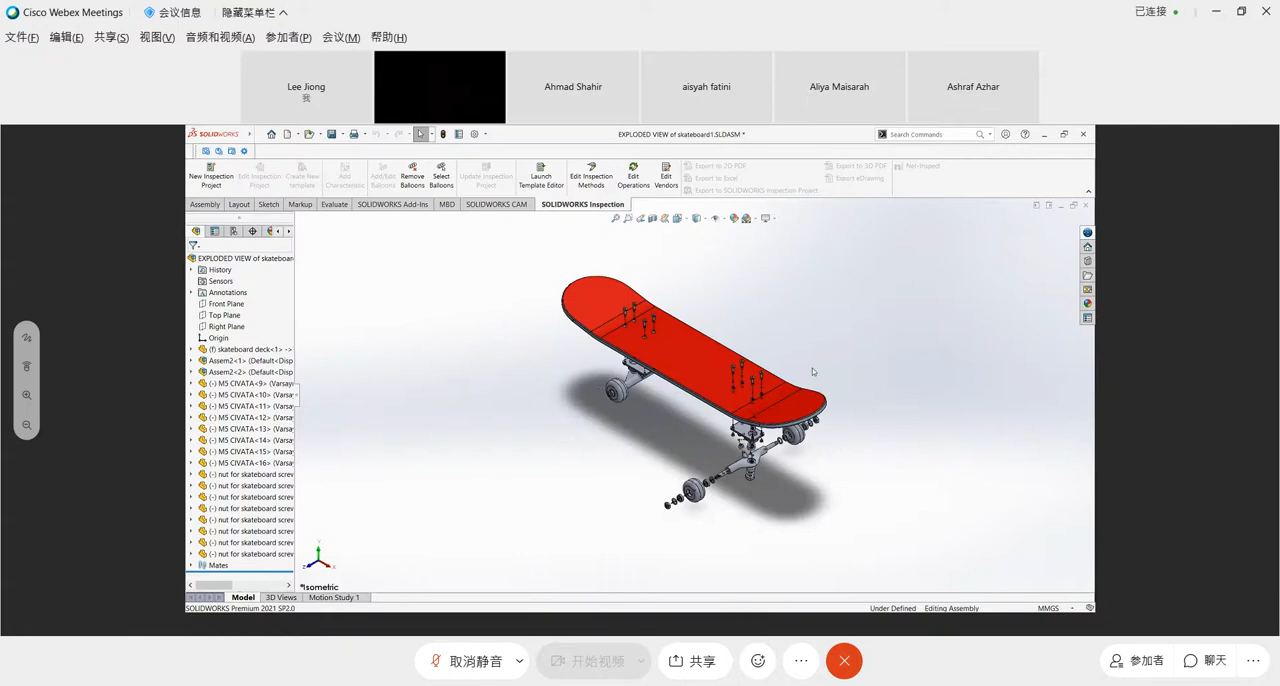 Cisco Webex Meetings 会议信息 隐藏菜单栏 已连接
文件(F) 编辑(E) 共享(S) 视图(V) 音频和视频(A) 参加者(P) 会议(M) 帮助(H)
Lee Jiong
我
Ahmad Shahir
aisyah fatini
Aliya Maisarah
Ashraf Azhar
SOLIDWORKS EXPLODED VIEW of skateboard1.SLDASM * Search Commands
New Inspection Project
Edit Inspection Project
Create New template
Add Characteristic
Add/Edit Balloons
Remove Balloons
Select Balloons
Update Inspection Project
Launch Template Editor
Edit Inspection Methods
Edit Operations
Edit Vendors
Export to 2D PDF
Export to Excel
Export to SOLIDWORKS Inspection Project
Export to 3D PDF
Export eDrawing
Net-Inspect
Assembly Layout Sketch Markup Evaluate SOLIDWORKS Add-Ins MBD SOLIDWORKS CAM SOLIDWORKS Inspection
EXPLODED VIEW of skateboar
History
Sensors
Annotations
Front Plane
Top Plane
Right Plane
Origin
(f) skateboard deck<1> ->
Assem2<1> (Default<Disp
Assem2<2> (Default<Disp
(-) M5 CIVATA<9> (Varsay
(-) M5 CIVATA<10> (Varsa
(-) M5 CIVATA<11> (Varsa
(-) M5 CIVATA<12> (Varsa
(-) M5 CIVATA<13> (Varsa
(-) M5 CIVATA<14> (Varsa
(-) M5 CIVATA<15> (Varsa
(-) M5 CIVATA<16> (Varsa
(-) nut for skateboard screw
(-) nut for skateboard screw
(-) nut for skateboard screw
(-) nut for skateboard screw
(-) nut for skateboard screw
(-) nut for skateboard screw
(-) nut for skateboard screw
(-) nut for skateboard screw
Mates
*Isometric
Model 3D Views Motion Study 1
SOLIDWORKS Premium 2021 SP2.0 Under Defined Editing Assembly MMGS
取消静音 开始视频 共享 参加者 聊天